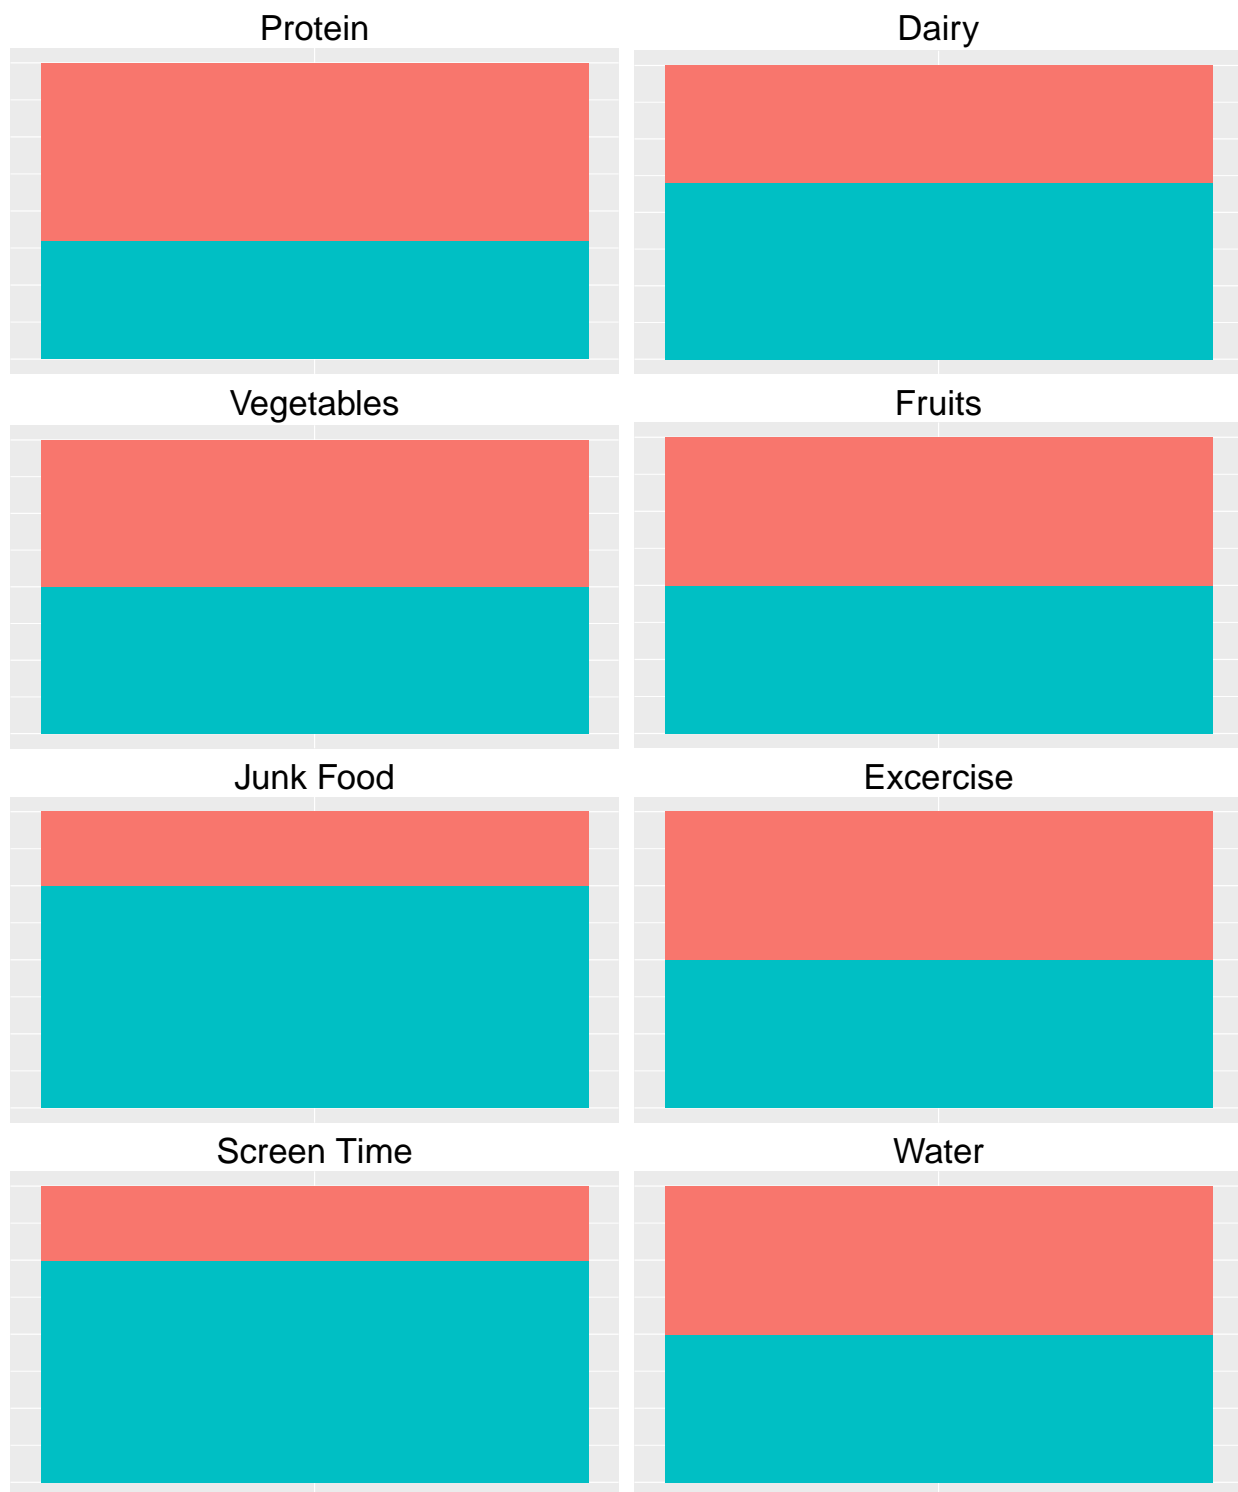 Protein
Dairy
Vegetables
Fruits
Junk Food
Excercise
Screen Time
Water